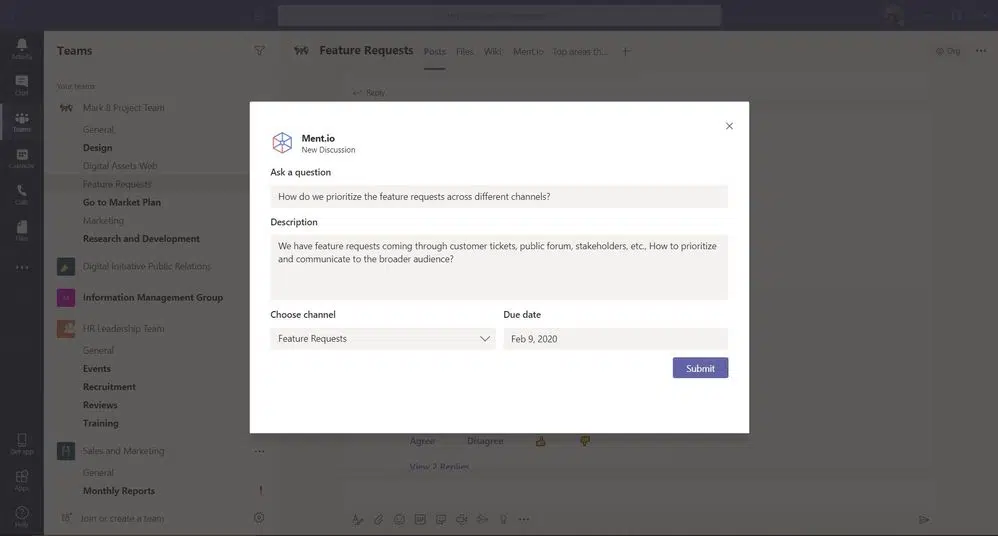 Activity
Chat
Teams
Calendar
Calls
Files
Get app
Apps
Help
Teams
Your teams
Mark 8 Project Team
General
Design
Digital Assets Web
Feature Requests
Go to Market Plan
Marketing
Research and Development
Digital Initiative Public Relations
Information Management Group
HR Leadership Team
General
Events
Recruitment
Reviews
Training
Sales and Marketing
General
Monthly Reports
Join or create a team
Feature Requests Posts Files Wiki Ment.io Top areas th... Org
Reply
Ment.io
New Discussion
Ask a question
How do we prioritize the feature requests across different channels?
Description
We have feature requests coming through customer tickets, public forum, stakeholders, etc., How to prioritize
and communicate to the broader audience?
Choose channel Due date
Feature Requests Feb 9, 2020
Submit
Agree Disagree
View 2 Replies